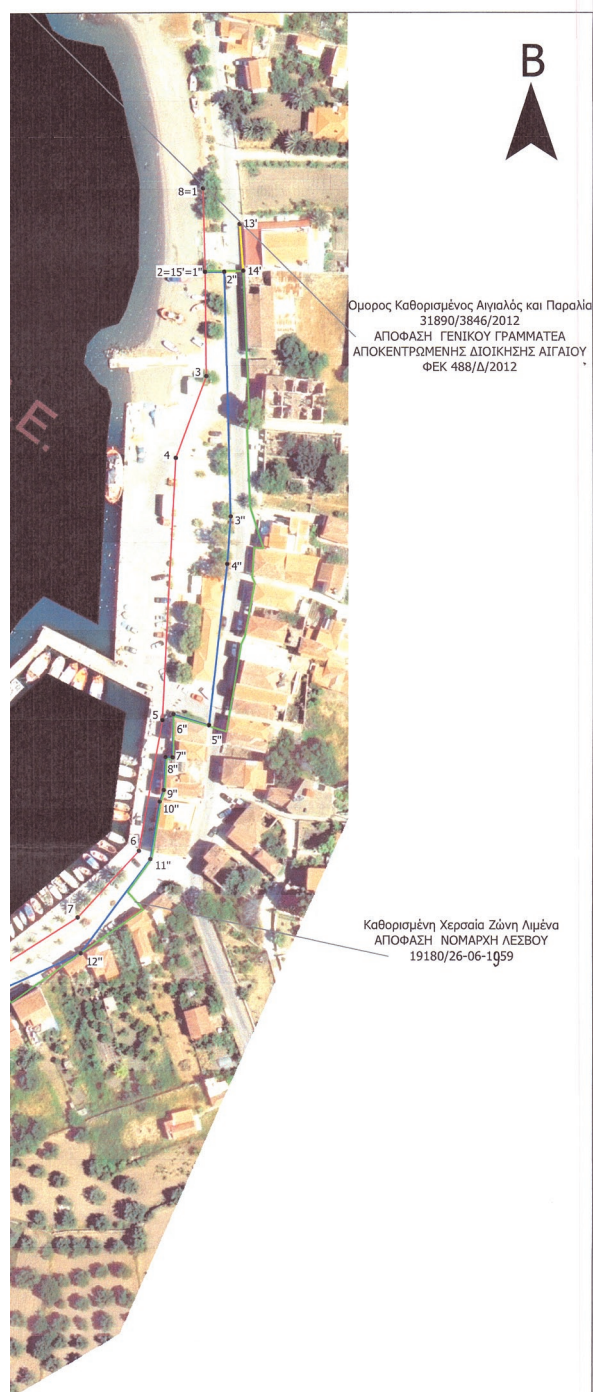 Β
8=1
13'
2=15'=1''
2''
14'
Όμορος Καθορισμένος Αιγιαλός και Παραλία
31890/3846/2012
ΑΠΟΦΑΣΗ ΓΕΝΙΚΟΥ ΓΡΑΜΜΑΤΕΑ
ΑΠΟΚΕΝΤΡΩΜΕΝΗΣ ΔΙΟΙΚΗΣΗΣ ΑΙΓΑΙΟΥ
ΦΕΚ 488/Δ/2012
3
Ε.
4
3''
4''
5
6''
5''
7''
8''
9''
10''
6
11''
7
Καθορισμένη Χερσαία Ζώνη Λιμένα
ΑΠΟΦΑΣΗ ΝΟΜΑΡΧΗ ΛΕΣΒΟΥ
19180/26-06-1959
12''